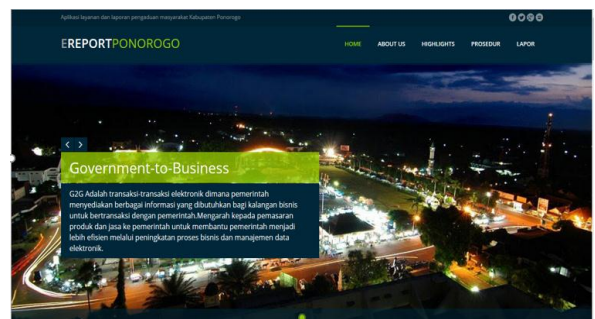 Aplikasi layanan dan laporan pengaduan masyarakat Kabupaten Ponorogo
EREPORTPONOROGO
HOME ABOUT US HIGHLIGHTS PROSEDUR LAPOR
Government-to-Business
G2G Adalah transaksi-transaksi elektronik dimana pemerintah
menyediakan berbagai informasi yang dibutuhkan bagi kalangan bisnis
untuk bertransaksi dengan pemerintah.Mengarah kepada pemasaran
produk dan jasa ke pemerintah untuk membantu pemerintah menjadi
lebih efisien melalui peningkatan proses bisnis dan manajemen data
elektronik.